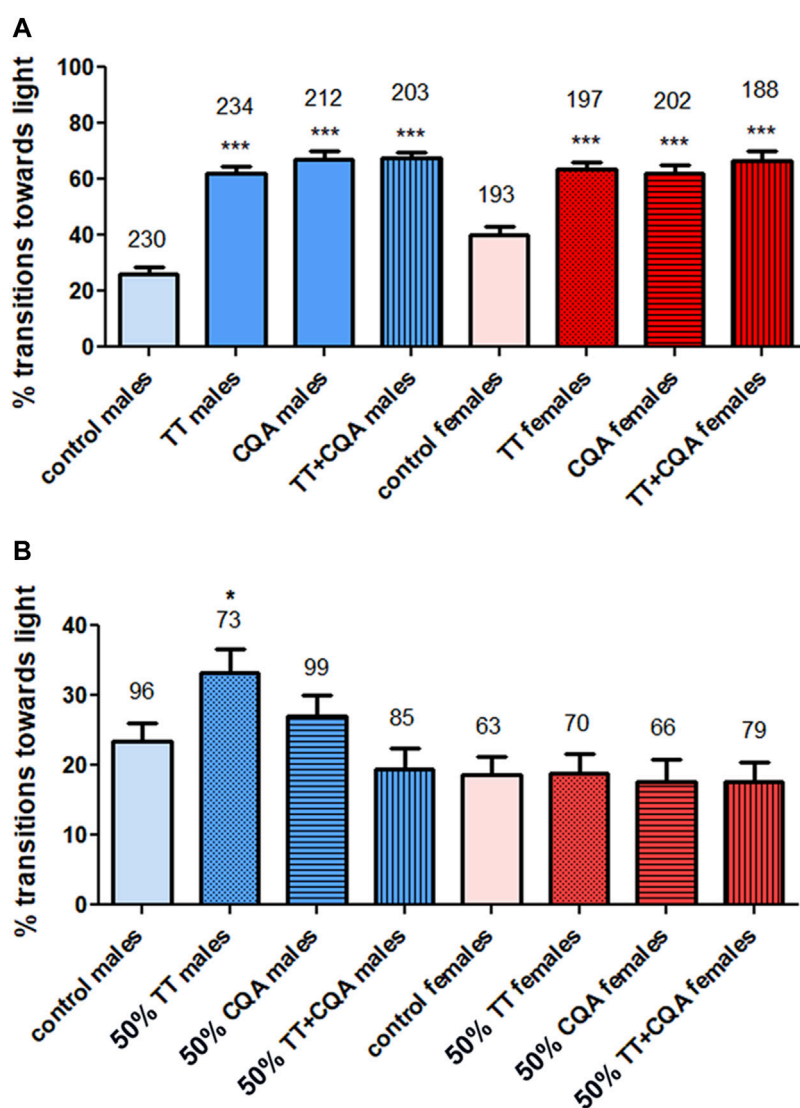 A
% transitions towards light
100
80
60
40
20
0
230
234
***
212
***
203
***
193
197
***
202
***
188
***
control males
TT males
CQA males
TT+CQA males
control females
TT females
CQA females
TT+CQA females
B
% transitions towards light
40
30
20
10
0
96
*
73
99
85
63
70
66
79
control males
50% TT males
50% CQA males
50% TT+CQA males
control females
50% TT females
50% CQA females
50% TT+CQA females